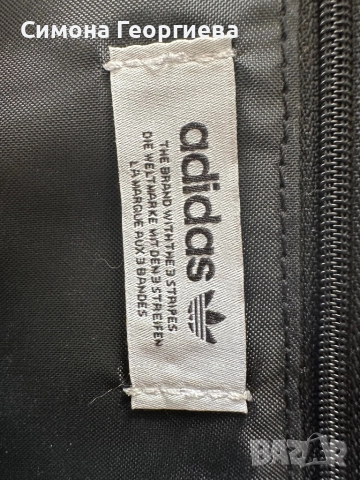 Симона Георгиева
adidas
THE BRAND WITH THE 3 STRIPES
DIE WELTMARKE MIT DEN 3 STREIFEN
LA MARQUE AUX 3 BANDES
BAZAR